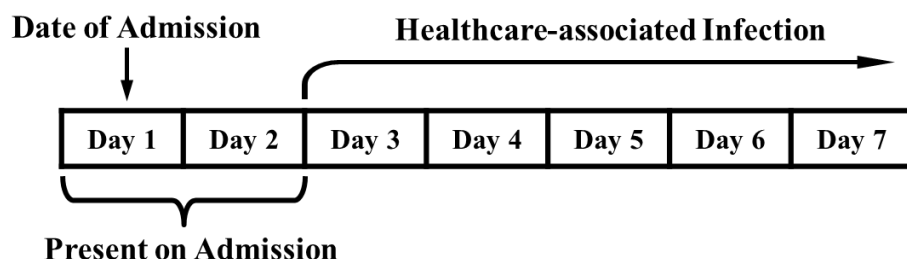 Date of Admission
Healthcare-associated Infection
Day 1 Day 2 Day 3 Day 4 Day 5 Day 6 Day 7
Present on Admission